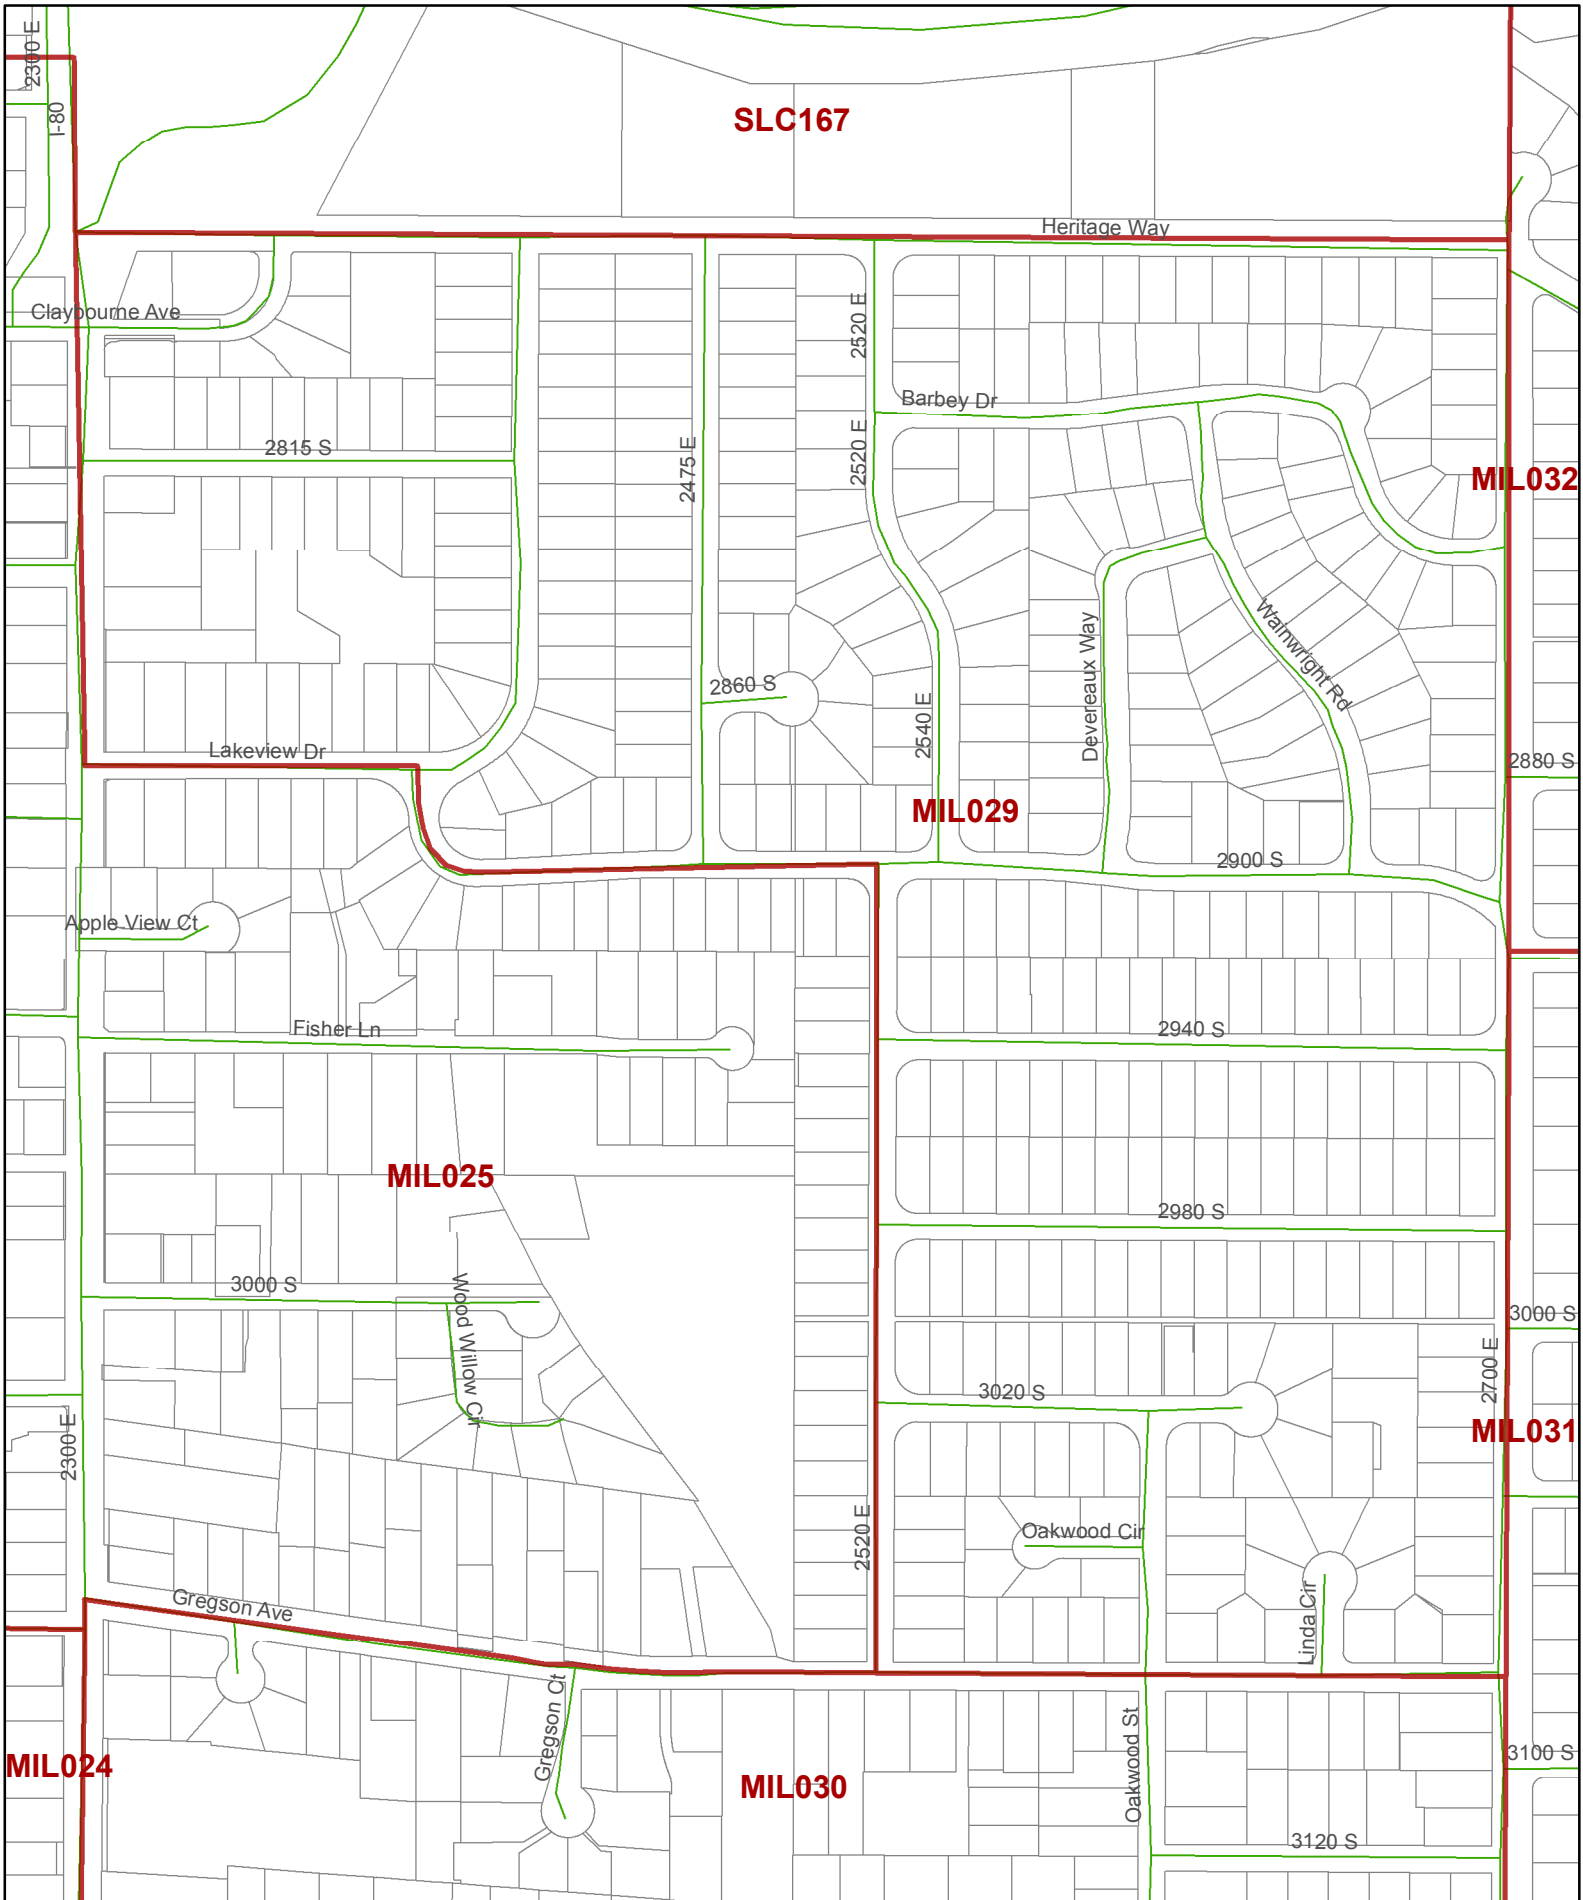 2300 E
I-80
SLC167
Heritage Way
Claybourne Ave
2520 E
Barbey Dr
2815 S
2475 E
2520 E
MIL032
Wainwright Rd
Devereaux Way
2860 S
2540 E
Lakeview Dr
2880 S
MIL029
2900 S
Apple View Ct
Fisher Ln
2940 S
MIL025
2980 S
3000 S
Wood Willow Cir
3000 S
2700 E
3020 S
2300 E
MIL031
2520 E
Oakwood Cir
Linda Cir
Gregson Ave
Gregson Ct
Oakwood St
MIL024
3100 S
MIL030
3120 S